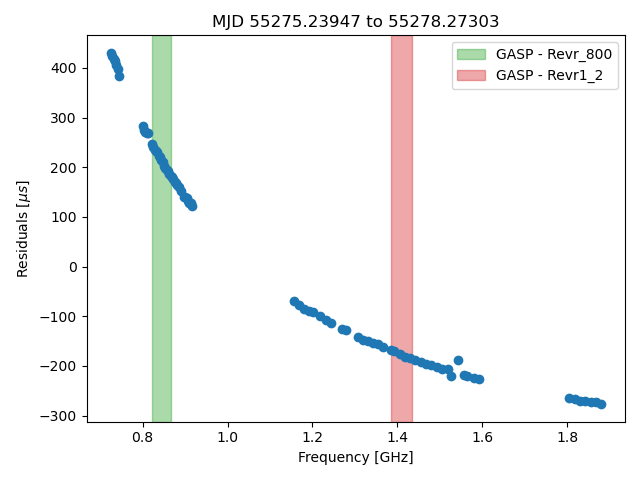 MJD 55275.23947 to 55278.27303
GASP - Revr_800
GASP - Revr1_2
Residuals [μs]
400
300
200
100
0
−100
−200
−300
0.8 1.0 1.2 1.4 1.6 1.8
Frequency [GHz]